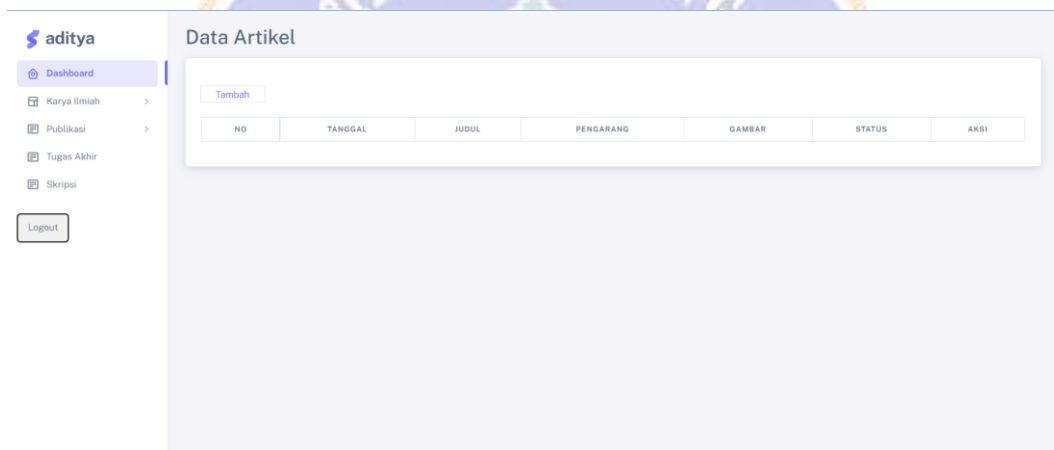 aditya
Dashboard
Karya Ilmiah
Publikasi
Tugas Akhir
Skripsi
Logout
Data Artikel
Tambah
NO TANGGAL JUDUL PENGARANG GAMBAR STATUS AKSI